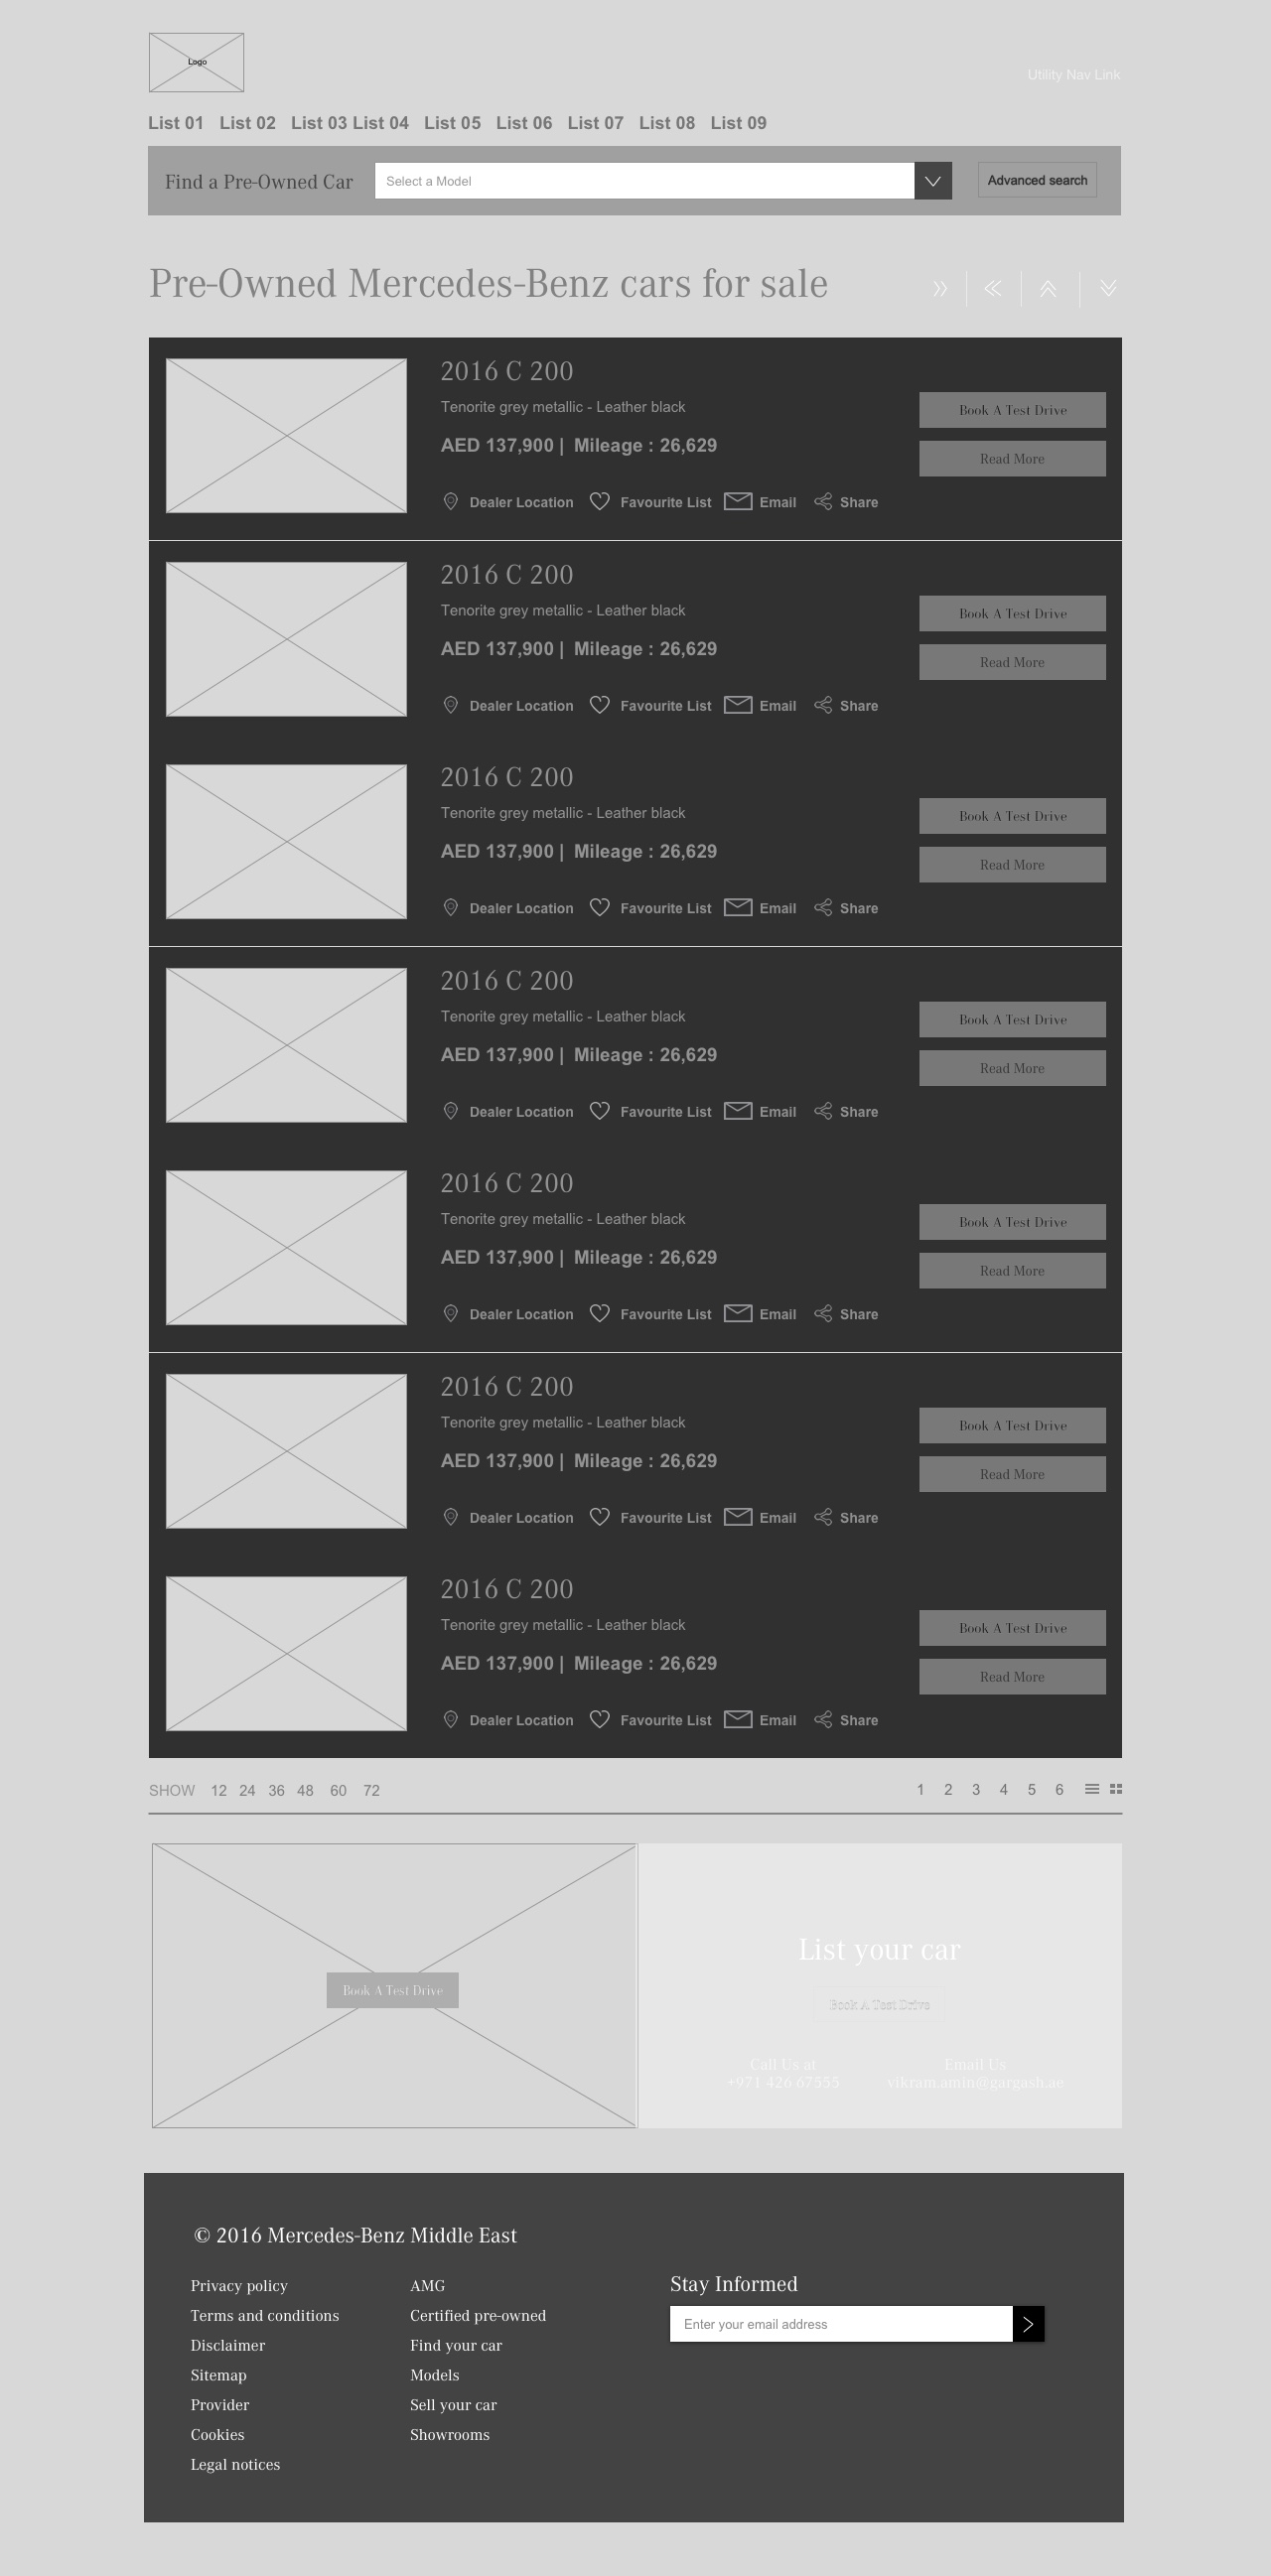 Logo
Utility Nav Link
List 01 List 02 List 03 List 04 List 05 List 06 List 07 List 08 List 09
Find a Pre-Owned Car Select a Model Advanced search
Pre-Owned Mercedes-Benz cars for sale
2016 C 200
Tenorite grey metallic - Leather black
Book A Test Drive
AED 137,900 | Mileage : 26,629
Read More
Dealer Location Favourite List Email Share
2016 C 200
Tenorite grey metallic - Leather black
Book A Test Drive
AED 137,900 | Mileage : 26,629
Read More
Dealer Location Favourite List Email Share
2016 C 200
Tenorite grey metallic - Leather black
Book A Test Drive
AED 137,900 | Mileage : 26,629
Read More
Dealer Location Favourite List Email Share
2016 C 200
Tenorite grey metallic - Leather black
Book A Test Drive
AED 137,900 | Mileage : 26,629
Read More
Dealer Location Favourite List Email Share
2016 C 200
Tenorite grey metallic - Leather black
Book A Test Drive
AED 137,900 | Mileage : 26,629
Read More
Dealer Location Favourite List Email Share
2016 C 200
Tenorite grey metallic - Leather black
Book A Test Drive
AED 137,900 | Mileage : 26,629
Read More
Dealer Location Favourite List Email Share
2016 C 200
Tenorite grey metallic - Leather black
Book A Test Drive
AED 137,900 | Mileage : 26,629
Read More
Dealer Location Favourite List Email Share
SHOW 12 24 36 48 60 72 1 2 3 4 5 6
Book A Test Drive
List your car
Book A Test Drive
Call Us at
+971 426 67555
Email Us
vikram.amin@gargash.ae
© 2016 Mercedes-Benz Middle East
Privacy policy
Terms and conditions
Disclaimer
Sitemap
Provider
Cookies
Legal notices
AMG
Certified pre-owned
Find your car
Models
Sell your car
Showrooms
Stay Informed
Enter your email address